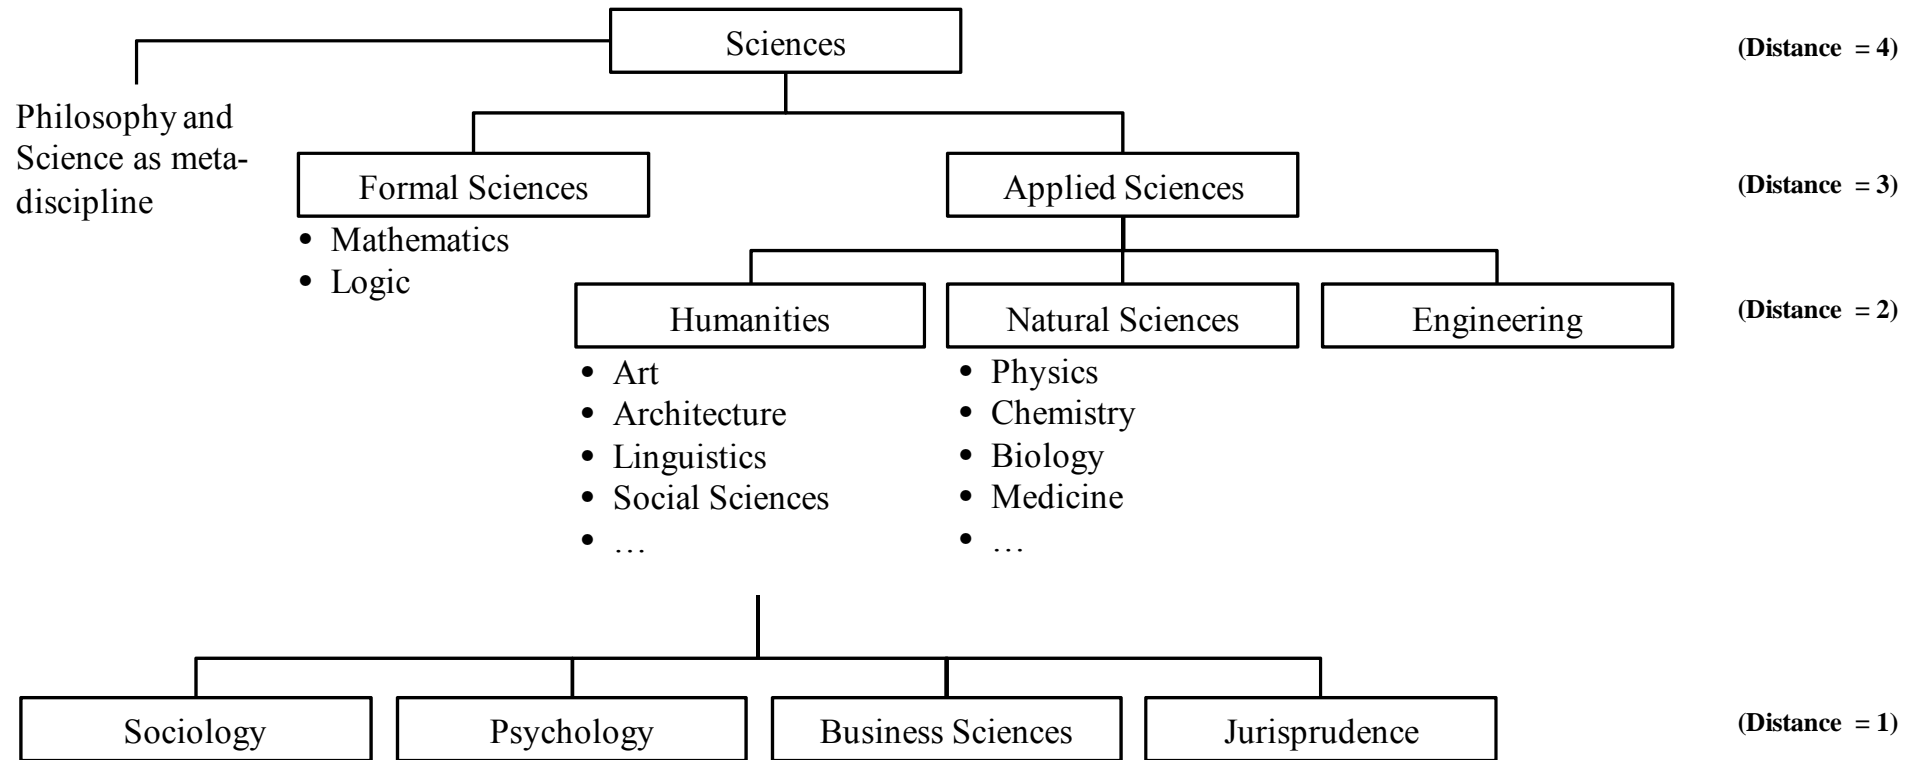 Sciences
(Distance = 4)
Philosophy and
Science as meta-
discipline
Formal Sciences
Applied Sciences
(Distance = 3)
• Mathematics
• Logic
Humanities
Natural Sciences
Engineering
(Distance = 2)
• Art
• Architecture
• Linguistics
• Social Sciences
• …
• Physics
• Chemistry
• Biology
• Medicine
• …
Sociology
Psychology
Business Sciences
Jurisprudence
(Distance = 1)